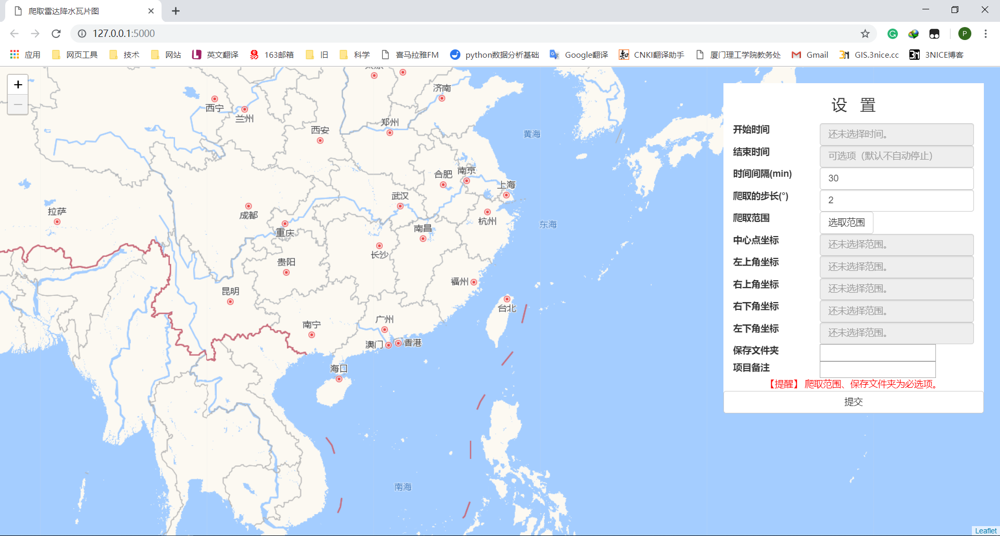 爬取雷达降水瓦片图
127.0.0.1:5000
P
应用 网页工具 技术 网站 英文翻译 163邮箱 旧 科学 喜马拉雅FM python数据分析基础 Google翻译 CNKI翻译助手 厦门理工学院教务处 Gmail GIS.3nice.cc 3NICE博客
+
−
济南
西宁
兰州
郑州
西安
黄海
南京
合肥
上海
武汉
拉萨
成都
杭州
东海
南昌
重庆
长沙
贵阳
福州
昆明
台北
广州
南宁
澳门
香港
海口
南海
设 置
开始时间 还未选择时间。
结束时间 可选项（默认不自动停止）
时间间隔(min) 30
爬取的步长(°) 2
爬取范围 选取范围
中心点坐标 还未选择范围。
左上角坐标 还未选择范围。
右上角坐标 还未选择范围。
右下角坐标 还未选择范围。
左下角坐标 还未选择范围。
保存文件夹
项目备注
【提醒】 爬取范围、保存文件夹为必选项。
提交
Leaflet